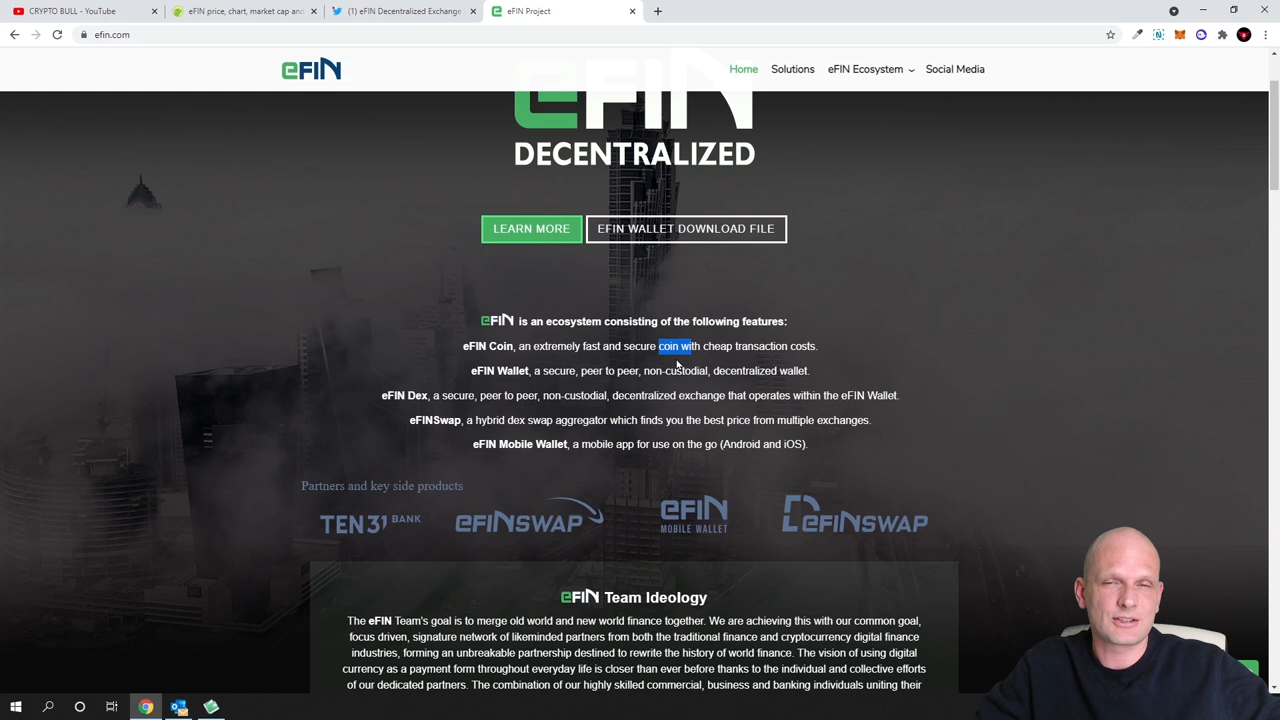 CRYPTO BULL - YouTube
eFIN price, chart, market cap and
(1) eFIN Decentralized Exchange
eFIN Project
efin.com
eFIN
Home
Solutions
eFIN Ecosystem
Social Media
eFIN
DECENTRALIZED
LEARN MORE
EFIN WALLET DOWNLOAD FILE
eFIN is an ecosystem consisting of the following features:
eFIN Coin, an extremely fast and secure coin with cheap transaction costs.
eFIN Wallet, a secure, peer to peer, non-custodial, decentralized wallet.
eFIN Dex, a secure, peer to peer, non-custodial, decentralized exchange that operates within the eFIN Wallet.
eFINSwap, a hybrid dex swap aggregator which finds you the best price from multiple exchanges.
eFIN Mobile Wallet, a mobile app for use on the go (Android and iOS).
Partners and key side products
TEN31 BANK
eFINSWAP
eFIN
MOBILE WALLET
eFINSWAP
eFIN Team Ideology
The eFIN Team's goal is to merge old world and new world finance together. We are achieving this with our common goal,
focus driven, signature network of likeminded partners from both the traditional finance and cryptocurrency digital finance
industries, forming an unbreakable partnership destined to rewrite the history of world finance. The vision of using digital
currency as a payment form throughout everyday life is closer than ever before thanks to the individual and collective efforts
of our dedicated partners. The combination of our highly skilled commercial, business and banking individuals uniting their